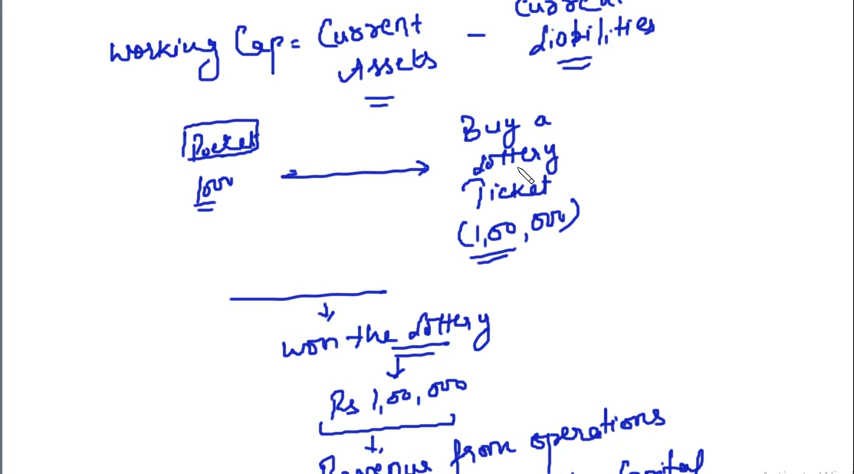 Working Cap = Current Assets - Current Liabilities
Pocket
1000
Buy a
Lottery
Ticket
(1,00,000)
won the Lottery
Rs 1,00,000
Revenue from operations
Capital